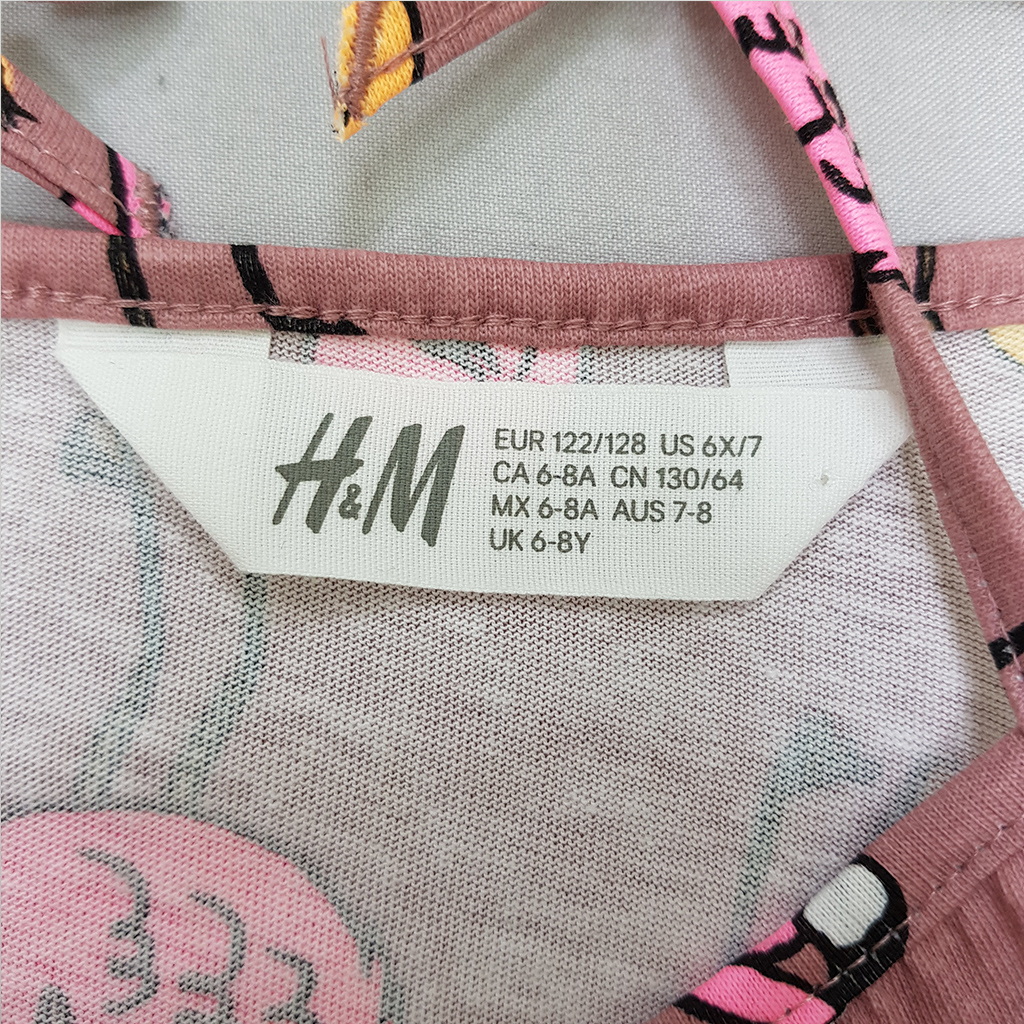 H&M
EUR 122/128 US 6X/7
CA 6-8A CN 130/64
MX 6-8A AUS 7-8
UK 6-8Y